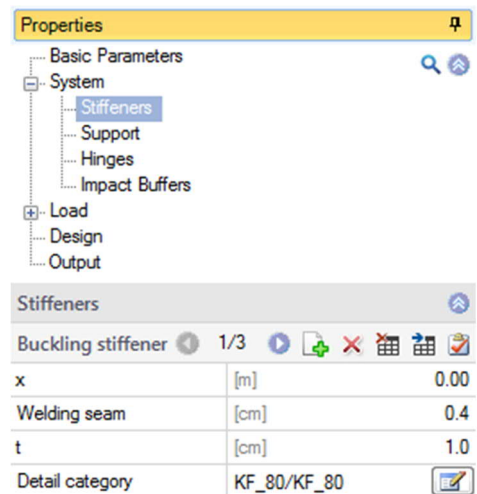 Properties
Basic Parameters
System
Stiffeners
Support
Hinges
Impact Buffers
Load
Design
Output
Stiffeners
Buckling stiffener 1/3
x [m] 0.00
Welding seam [cm] 0.4
t [cm] 1.0
Detail category KF_80/KF_80